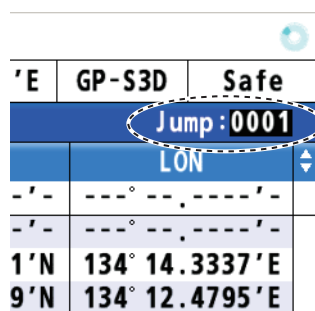 'E GP-S3D Safe
Jump:0001
LON
-'- ---° --.----'-
-'- ---° --.----'-
1'N 134° 14.3337'E
9'N 134° 12.4795'E